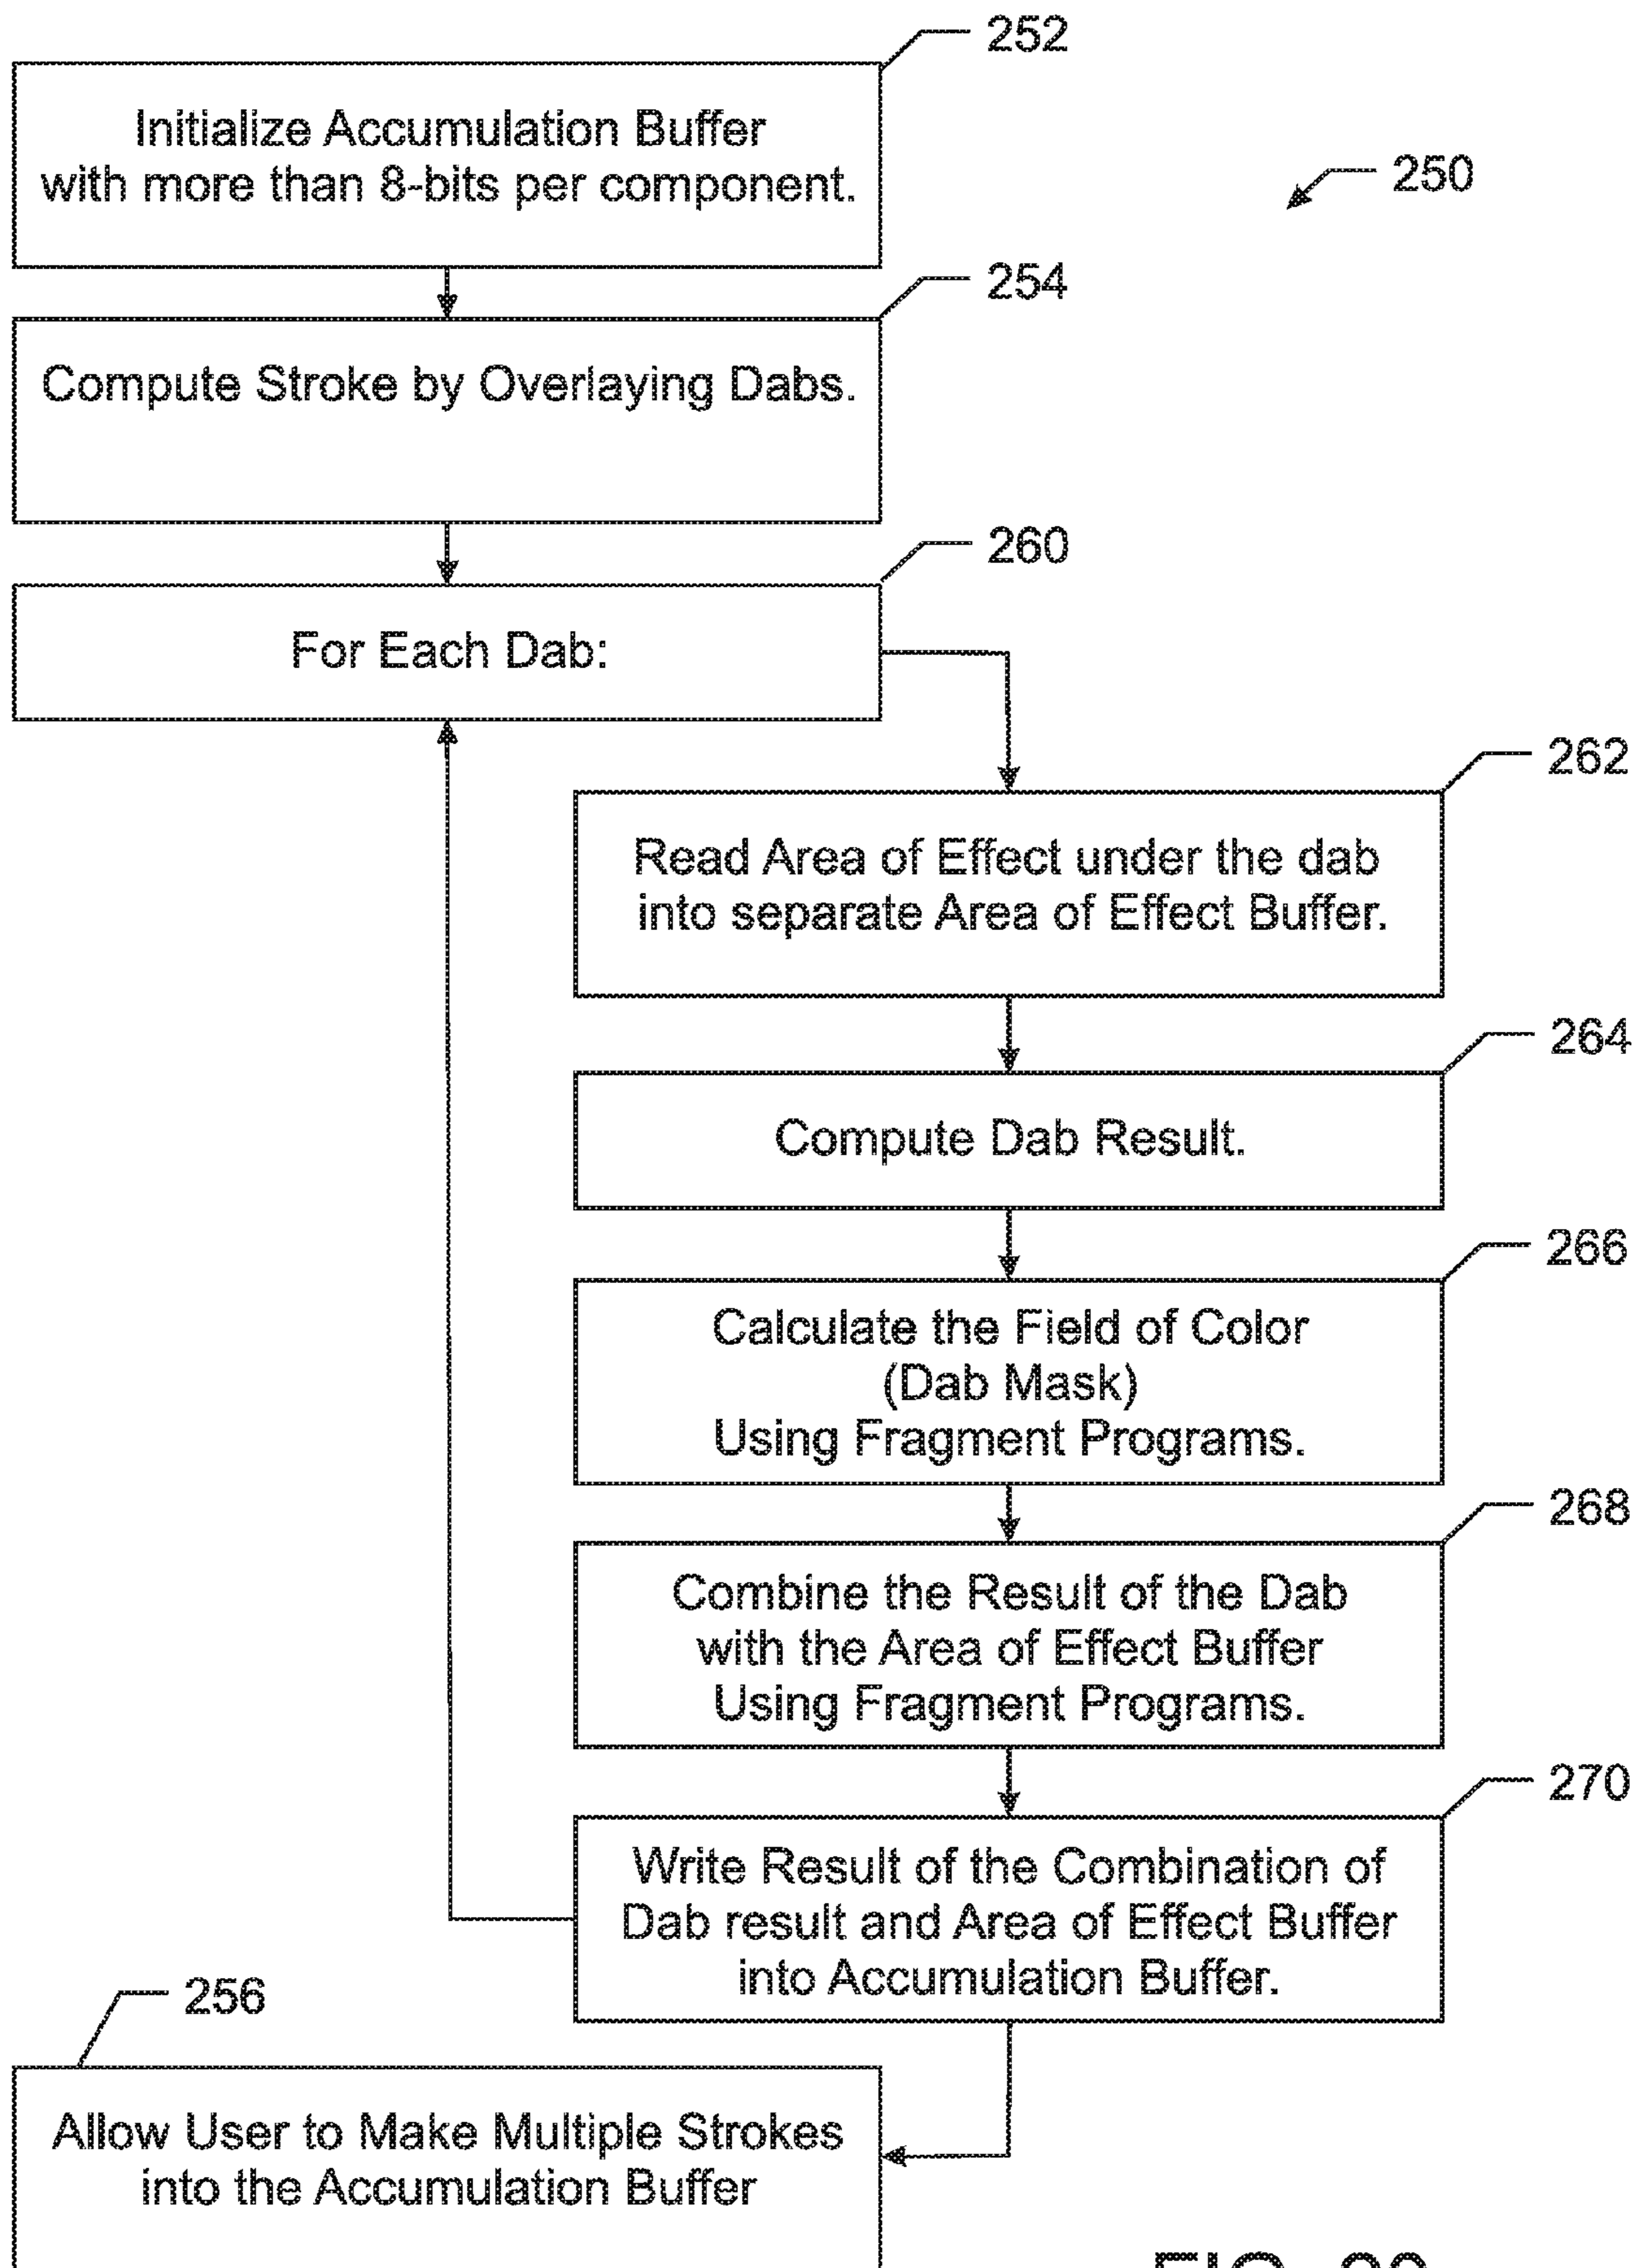 252
Initialize Accumulation Buffer
with more than 8-bits per component.
250
254
Compute Stroke by Overlaying Dabs.
260
For Each Dab:
262
Read Area of Effect under the dab
into separate Area of Effect Buffer.
264
Compute Dab Result.
266
Calculate the Field of Color
(Dab Mask)
Using Fragment Programs.
268
Combine the Result of the Dab
with the Area of Effect Buffer
Using Fragment Programs.
270
Write Result of the Combination of
Dab result and Area of Effect Buffer
into Accumulation Buffer.
256
Allow User to Make Multiple Strokes
into the Accumulation Buffer
FIG.